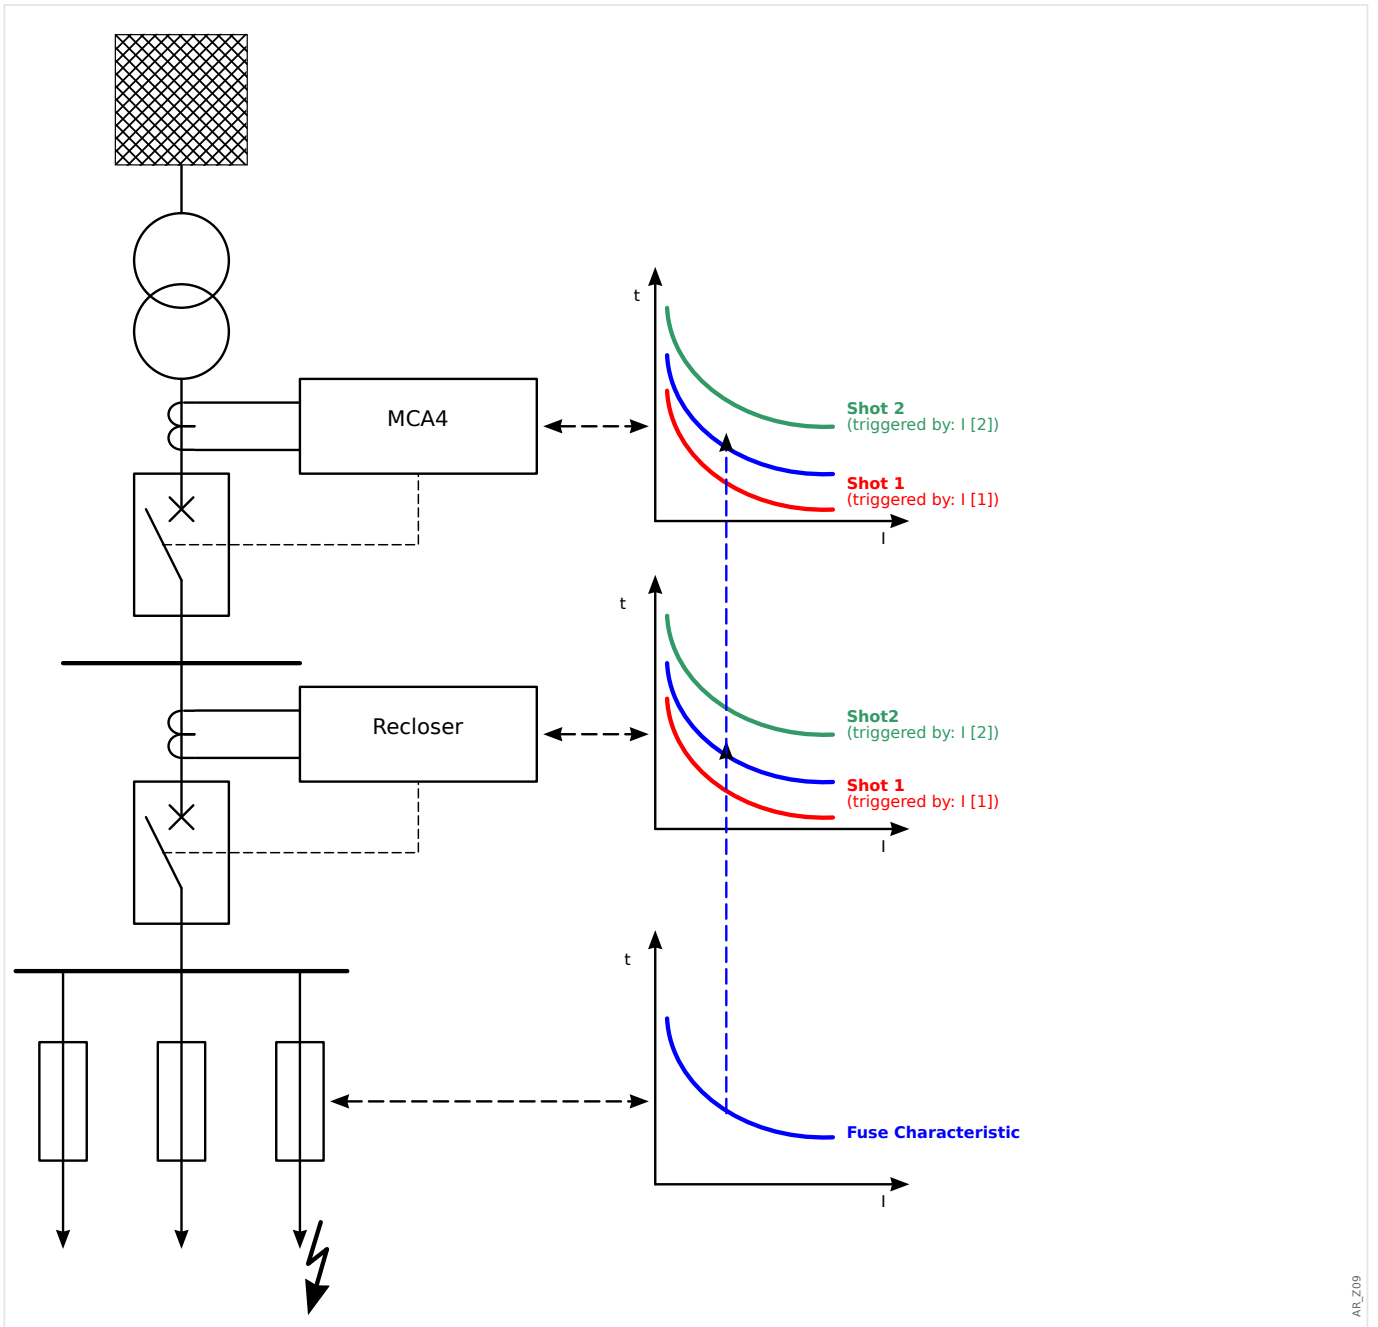 MCA4
t
Shot 2
(triggered by: I [2])
Shot 1
(triggered by: I [1])
I
Recloser
t
Shot2
(triggered by: I [2])
Shot 1
(triggered by: I [1])
I
t
Fuse Characteristic
I
AR_Z09